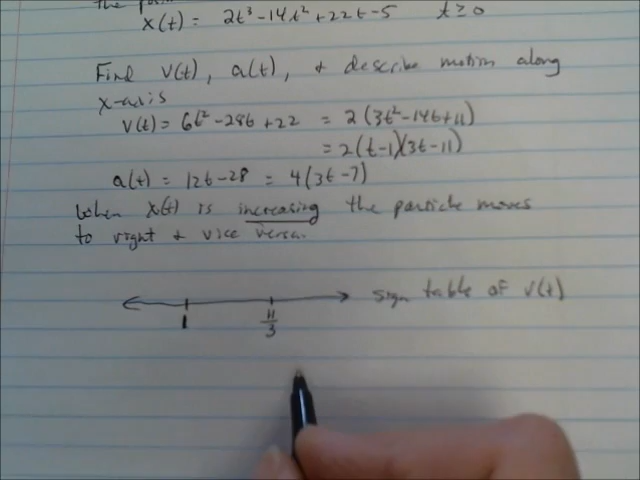 the
x(t) = 2t³-14t²+22t-5 t≥0
Find v(t), a(t), + describe motion along
x-axis
v(t) = 6t²-28t+22 = 2(3t²-14t+11)
= 2(t-1)(3t-11)
a(t) = 12t-28 = 4(3t-7)
When x(t) is increasing the particle moves
to right + vice versa.
sign table of v(t)
1 11/3